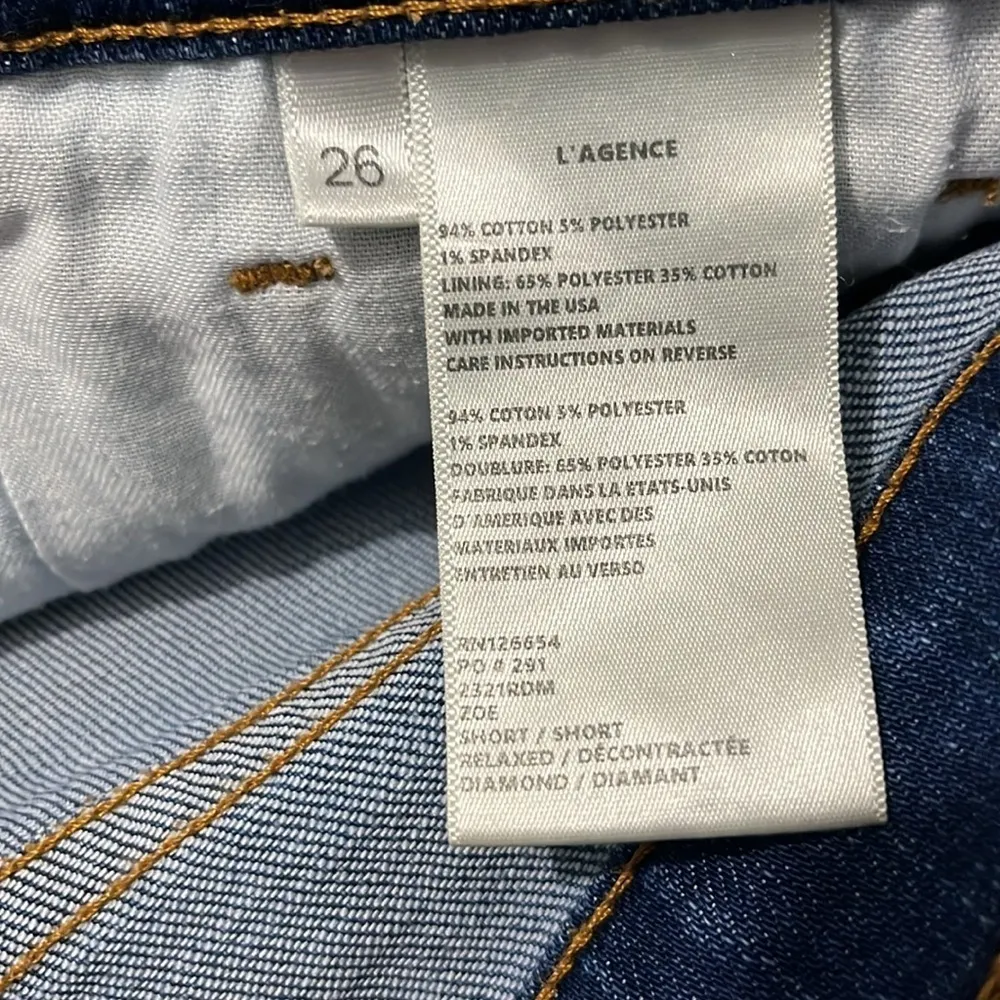 26
L'AGENCE
94% COTTON 5% POLYESTER
1% SPANDEX
LINING: 65% POLYESTER 35% COTTON
MADE IN THE USA
WITH IMPORTED MATERIALS
CARE INSTRUCTIONS ON REVERSE
94% COTON 5% POLYESTER
1% SPANDEX
DOUBLURE: 65% POLYESTER 35% COTON
FABRIQUE DANS LA ETATS-UNIS
D'AMERIQUE AVEC DES
MATERIAUX IMPORTES
ENTRETIEN AU VERSO
RN126654
PO # 291
2321RDM
ZOE
SHORT / SHORT
RELAXED / DÉCONTRACTÉE
DIAMOND / DIAMANT